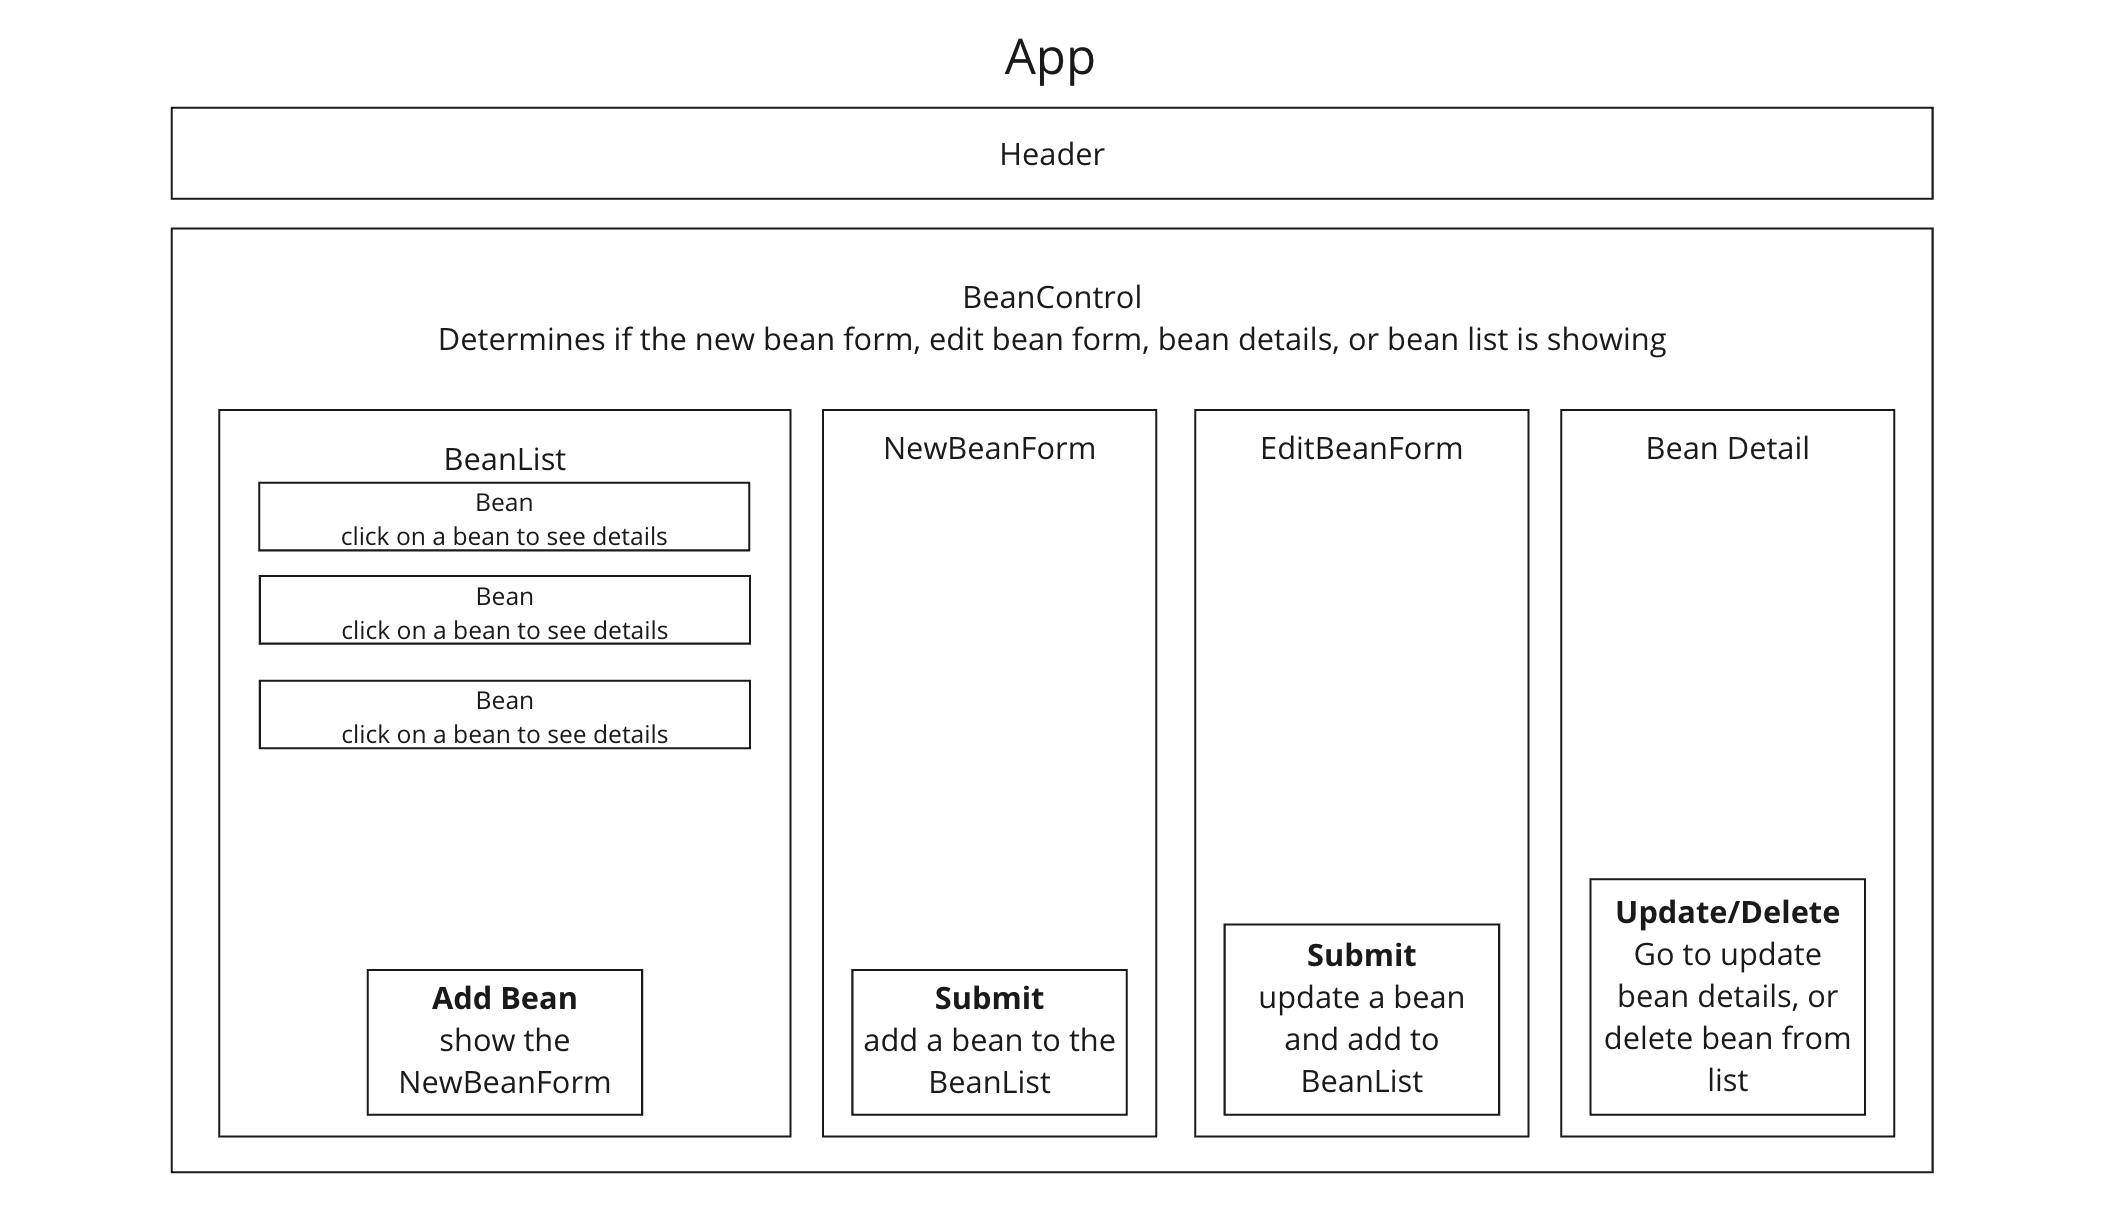 App
Header
BeanControl
Determines if the new bean form, edit bean form, bean details, or bean list is showing
BeanList
Bean
click on a bean to see details
Bean
click on a bean to see details
Bean
click on a bean to see details
Add Bean
show the
NewBeanForm
NewBeanForm
Submit
add a bean to the
BeanList
EditBeanForm
Submit
update a bean
and add to
BeanList
Bean Detail
Update/Delete
Go to update
bean details, or
delete bean from
list